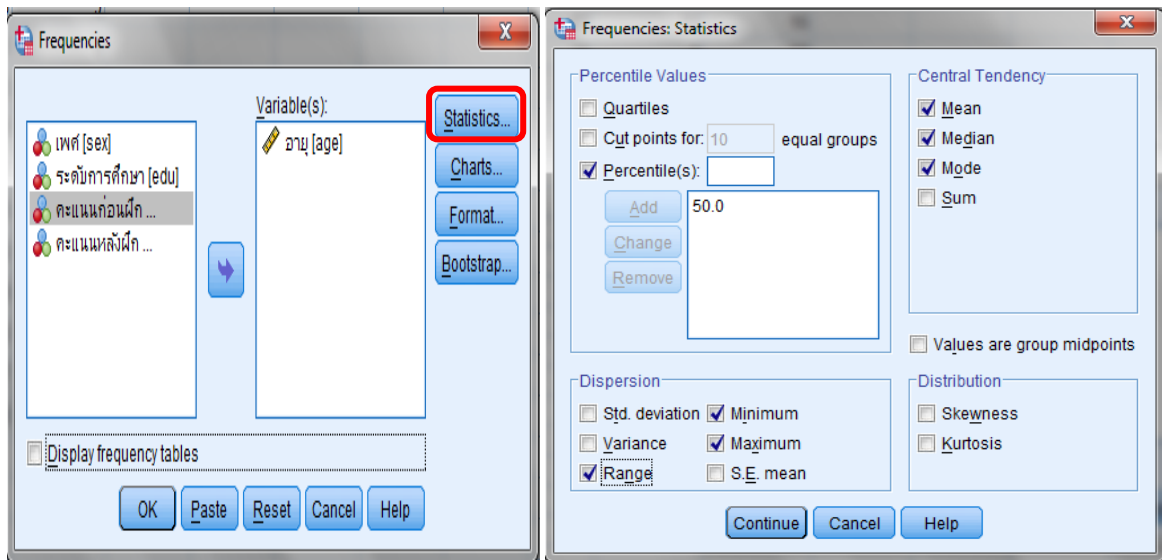 Frequencies
Variable(s):
เพศ [sex]
ระดับการศึกษา [edu]
คะแนนก่อนฝึก ...
คะแนนหลังฝึก ...
อายุ [age]
Statistics...
Charts...
Format...
Bootstrap...
Display frequency tables
OK Paste Reset Cancel Help
Frequencies: Statistics
Percentile Values
Quartiles
Cut points for: 10 equal groups
Percentile(s):
Add 50.0
Change
Remove
Central Tendency
Mean
Median
Mode
Sum
Values are group midpoints
Dispersion
Std. deviation Minimum
Variance Maximum
Range S.E. mean
Distribution
Skewness
Kurtosis
Continue Cancel Help